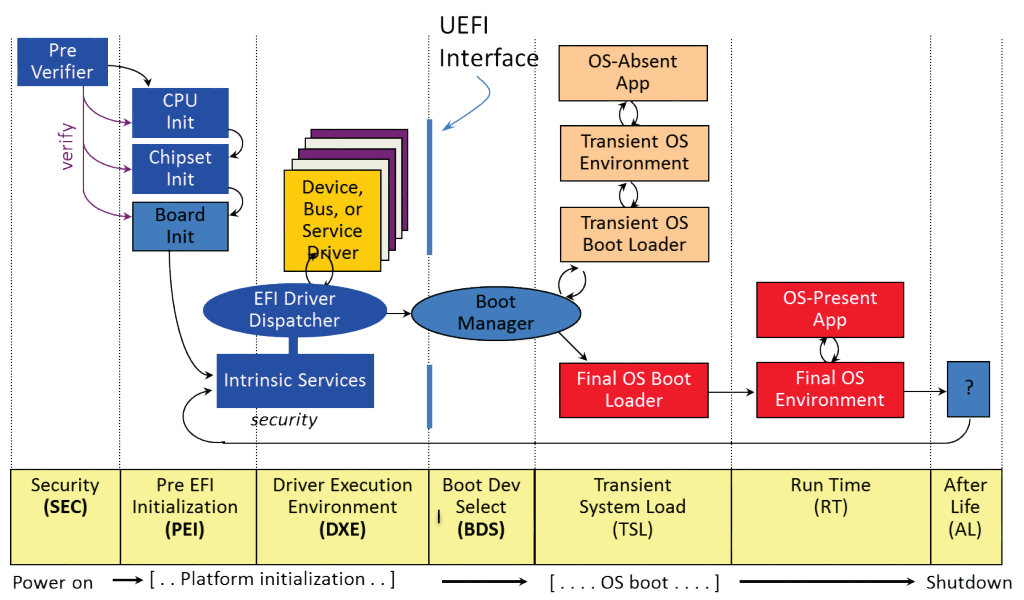 UEFI
Interface
Pre
Verifier
verify
CPU
Init
Chipset
Init
Board
Init
Device,
Bus, or
Service
Driver
EFI Driver
Dispatcher
Intrinsic Services
security
Boot
Manager
OS-Absent
App
Transient OS
Environment
Transient OS
Boot Loader
Final OS Boot
Loader
OS-Present
App
Final OS
Environment
?
Security
(SEC)
Pre EFI
Initialization
(PEI)
Driver Execution
Environment
(DXE)
Boot Dev
Select
(BDS)
Transient
System Load
(TSL)
Run Time
(RT)
After
Life
(AL)
Power on
[ . . Platform initialization . . ]
[ . . . . OS boot . . . . ]
Shutdown